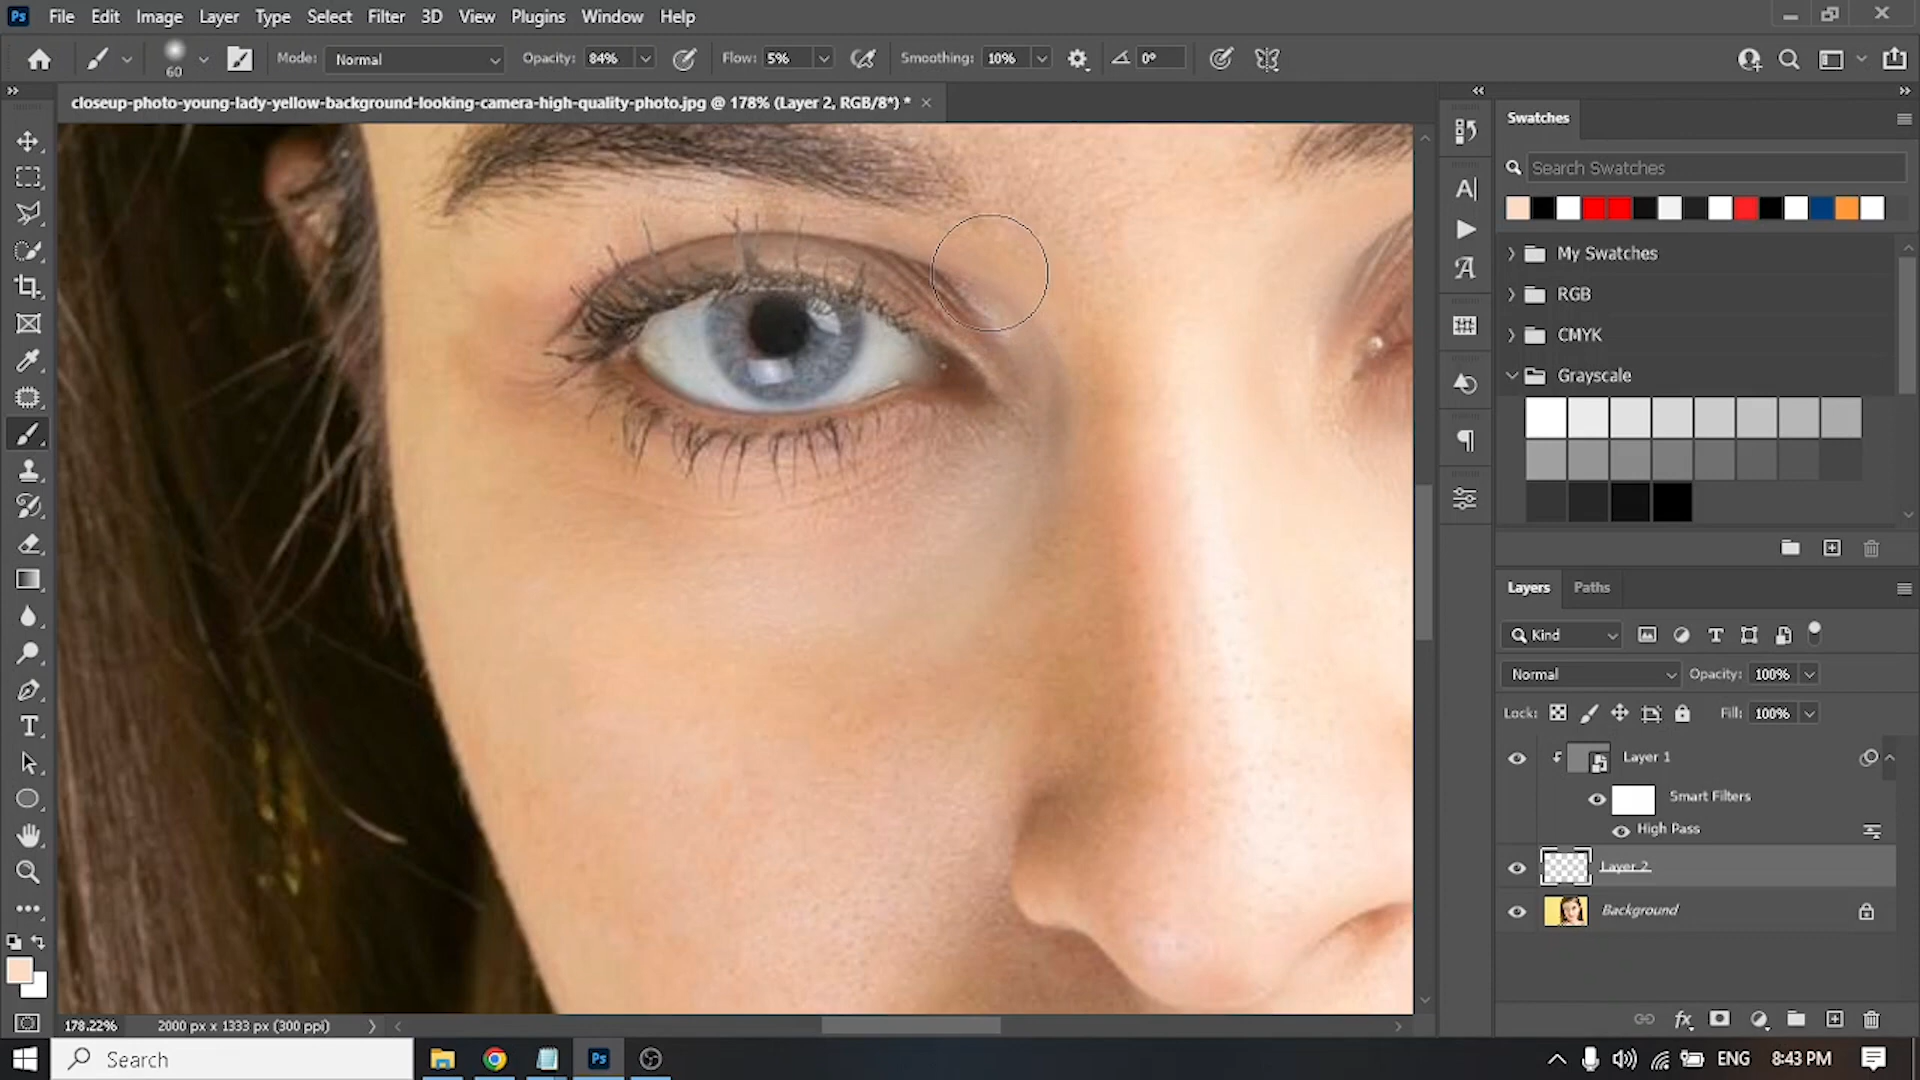 Ps File Edit Image Layer Type Select Filter 3D View Plugins Window Help
60 Mode: Normal Opacity: 84% Flow: 5% Smoothing: 10% 0°
closeup-photo-young-lady-yellow-background-looking-camera-high-quality-photo.jpg @ 178% (Layer 2, RGB/8*) *
Swatches
Search Swatches
My Swatches
RGB
CMYK
Grayscale
Layers Paths
Kind
Normal Opacity: 100%
Lock: Fill: 100%
Layer 1
Smart Filters
High Pass
Layer 2
Background
178.22% 2000 px x 1333 px (300 ppi)
Search Ps ENG 8:43 PM